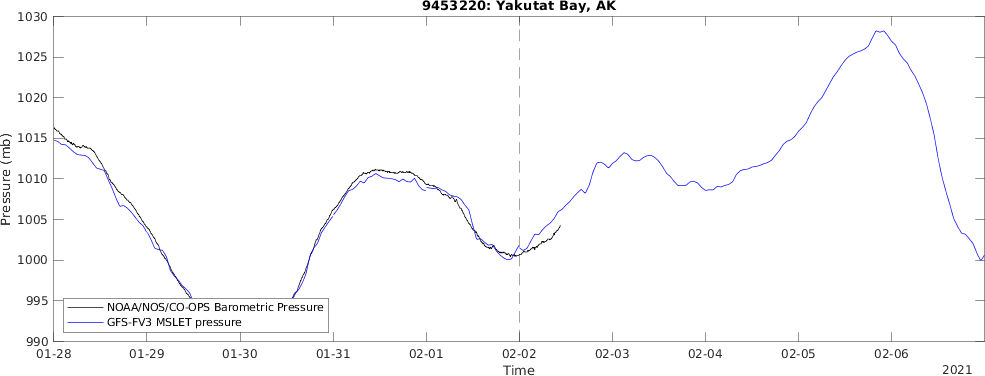 9453220: Yakutat Bay, AK
Pressure (mb)
1030
1025
1020
1015
1010
1005
1000
995
990
NOAA/NOS/CO-OPS Barometric Pressure
GFS-FV3 MSLET pressure
01-28 01-29 01-30 01-31 02-01 02-02 02-03 02-04 02-05 02-06
Time
2021